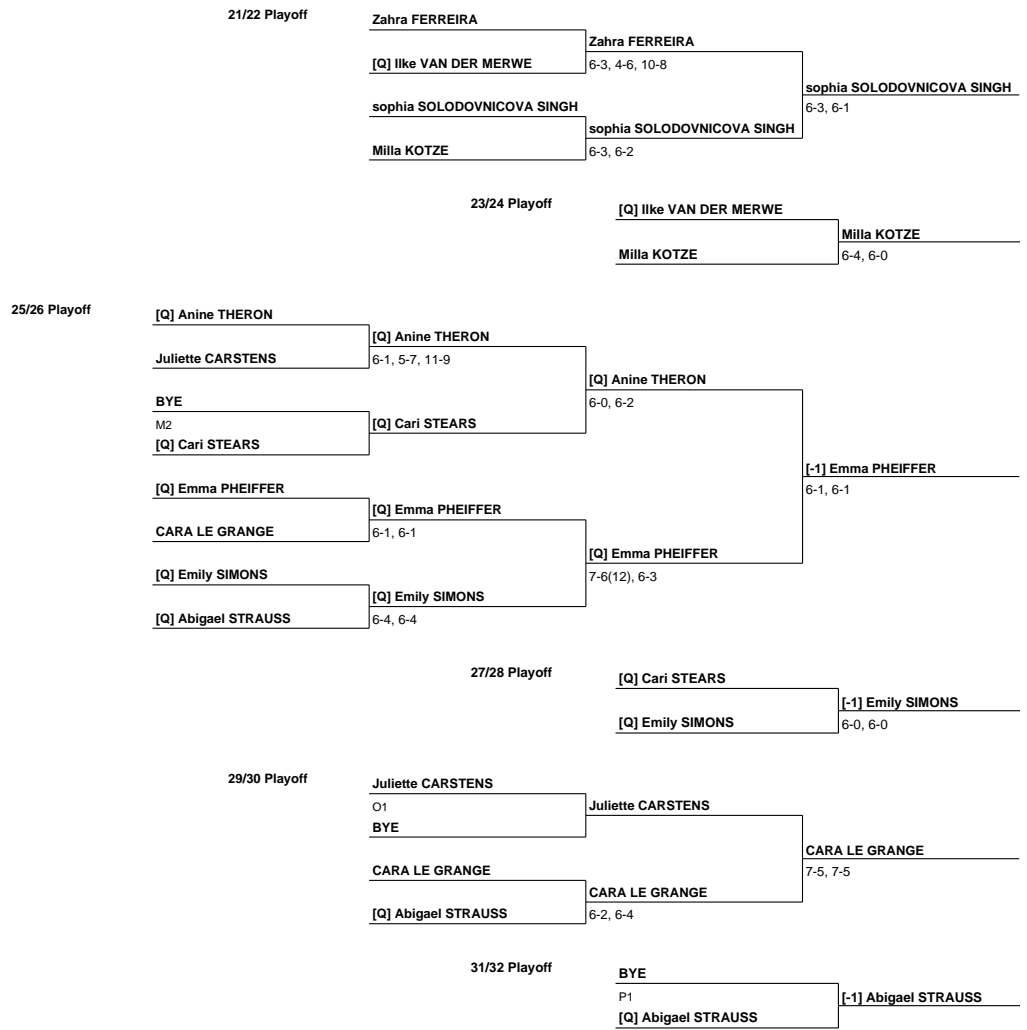 21/22 Playoff
Zahra FERREIRA
Zahra FERREIRA
[Q] Ilke VAN DER MERWE
6-3, 4-6, 10-8
sophia SOLODOVNICOVA SINGH
sophia SOLODOVNICOVA SINGH
6-3, 6-1
sophia SOLODOVNICOVA SINGH
Milla KOTZE
6-3, 6-2
23/24 Playoff
[Q] Ilke VAN DER MERWE
Milla KOTZE
Milla KOTZE
6-4, 6-0
25/26 Playoff
[Q] Anine THERON
[Q] Anine THERON
Juliette CARSTENS
6-1, 5-7, 11-9
[Q] Anine THERON
BYE
6-0, 6-2
M2
[Q] Cari STEARS
[Q] Cari STEARS
[-1] Emma PHEIFFER
[Q] Emma PHEIFFER
6-1, 6-1
[Q] Emma PHEIFFER
CARA LE GRANGE
6-1, 6-1
[Q] Emma PHEIFFER
[Q] Emily SIMONS
7-6(12), 6-3
[Q] Emily SIMONS
[Q] Abigael STRAUSS
6-4, 6-4
27/28 Playoff
[Q] Cari STEARS
[-1] Emily SIMONS
[Q] Emily SIMONS
6-0, 6-0
29/30 Playoff
Juliette CARSTENS
O1
Juliette CARSTENS
BYE
CARA LE GRANGE
CARA LE GRANGE
7-5, 7-5
CARA LE GRANGE
[Q] Abigael STRAUSS
6-2, 6-4
31/32 Playoff
BYE
P1
[-1] Abigael STRAUSS
[Q] Abigael STRAUSS